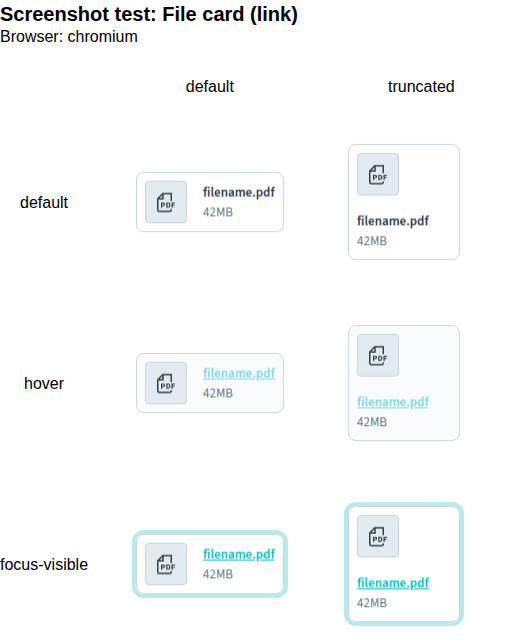 Screenshot test: File card (link)
Browser: chromium
default truncated
default
PDF
filename.pdf
42MB
PDF
filename.pdf
42MB
hover
PDF
filename.pdf
42MB
PDF
filename.pdf
42MB
focus-visible
PDF
filename.pdf
42MB
PDF
filename.pdf
42MB